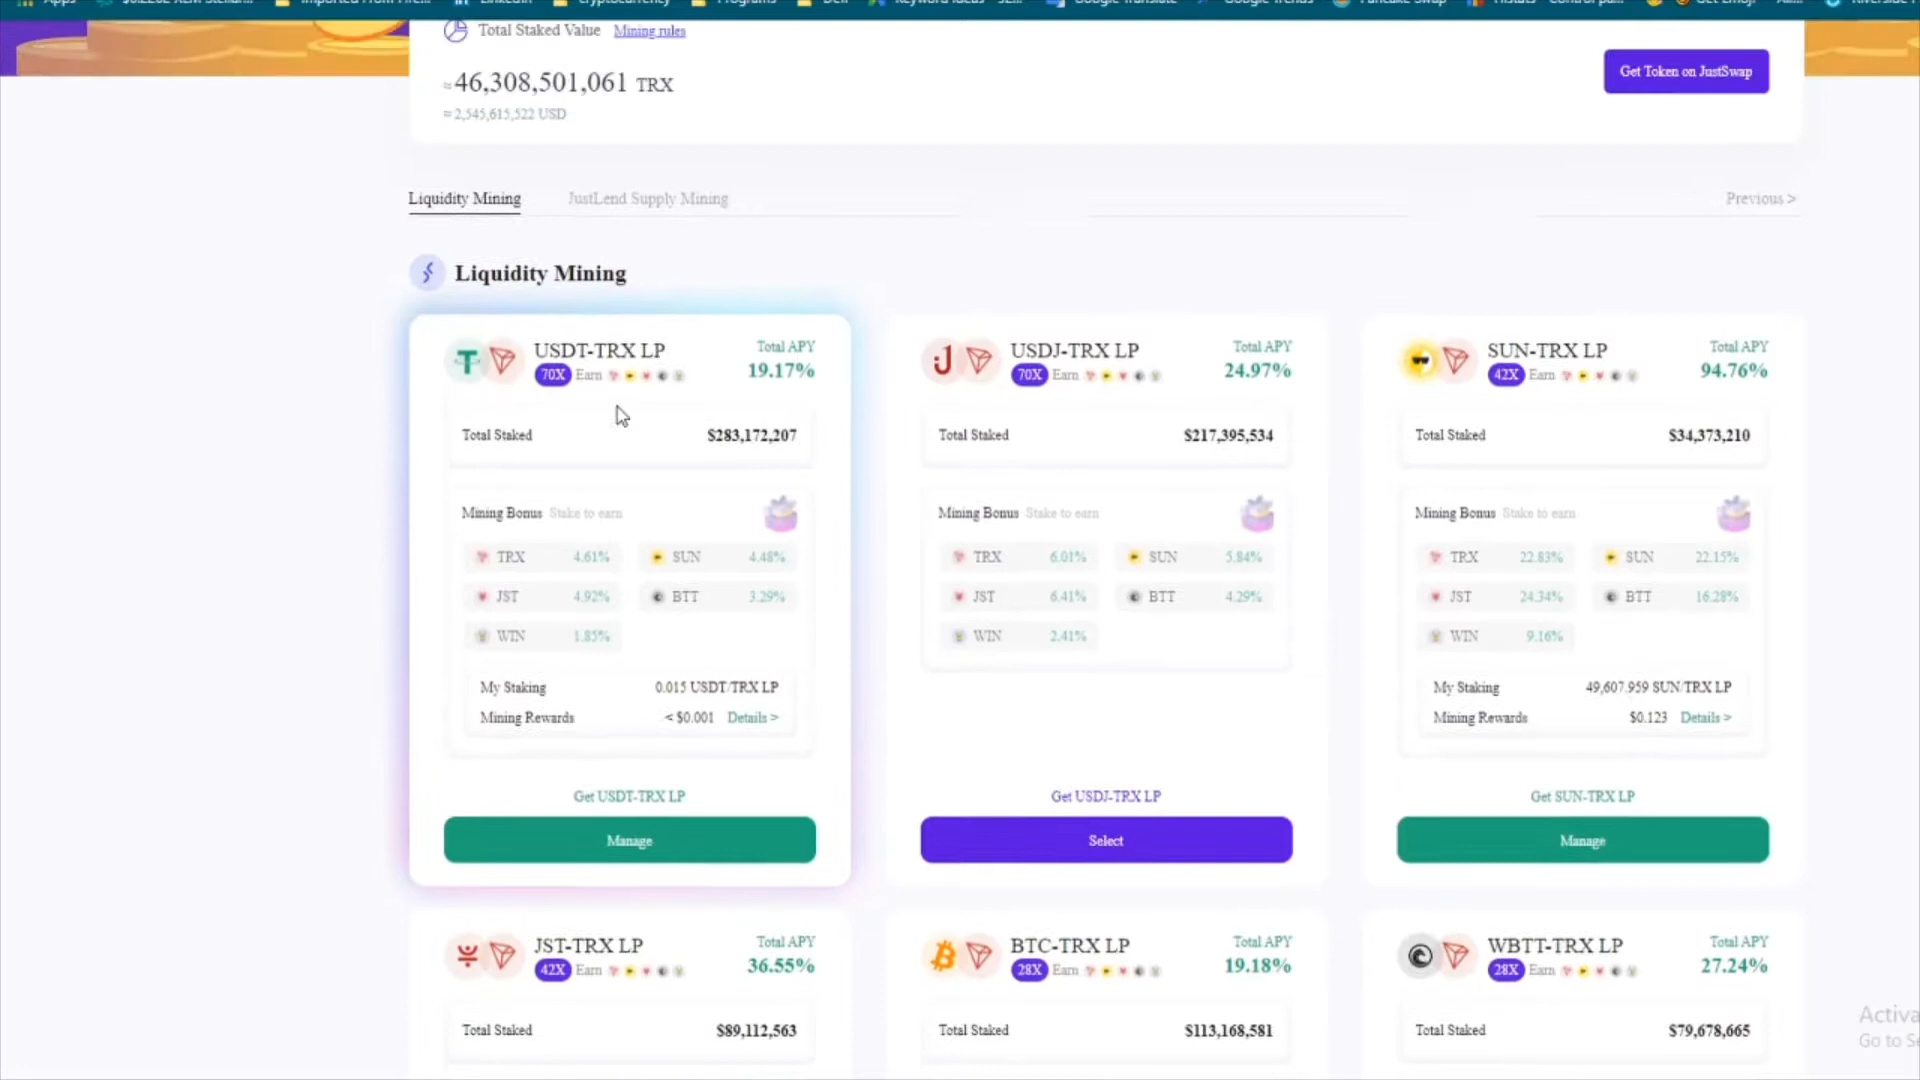 Total Staked Value Mining rules
≈ 46,308,501,061 TRX
≈ 2,545,615,522 USD
Get Token on JustSwap
Liquidity Mining JustLend Supply Mining Previous >
Liquidity Mining
USDT-TRX LP Total APY
70X Earn 19.17%
Total Staked $283,172,207
Mining Bonus Stake to earn
TRX 4.61% SUN 4.48%
JST 4.92% BTT 3.29%
WIN 1.85%
My Staking 0.015 USDT/TRX LP
Mining Rewards < $0.001 Details >
Get USDT-TRX LP
Manage
USDJ-TRX LP Total APY
70X Earn 24.97%
Total Staked $217,395,534
Mining Bonus Stake to earn
TRX 6.01% SUN 5.84%
JST 6.41% BTT 4.29%
WIN 2.41%
Get USDJ-TRX LP
Select
SUN-TRX LP Total APY
42X Earn 94.76%
Total Staked $34,373,210
Mining Bonus Stake to earn
TRX 22.83% SUN 22.15%
JST 24.34% BTT 16.28%
WIN 9.16%
My Staking 49,607.959 SUN/TRX LP
Mining Rewards $0.123 Details >
Get SUN-TRX LP
Manage
JST-TRX LP Total APY
42X Earn 36.55%
Total Staked $89,112,563
BTC-TRX LP Total APY
28X Earn 19.18%
Total Staked $113,168,581
WBTT-TRX LP Total APY
28X Earn 27.24%
Total Staked $79,678,665
Activa
Go to Se